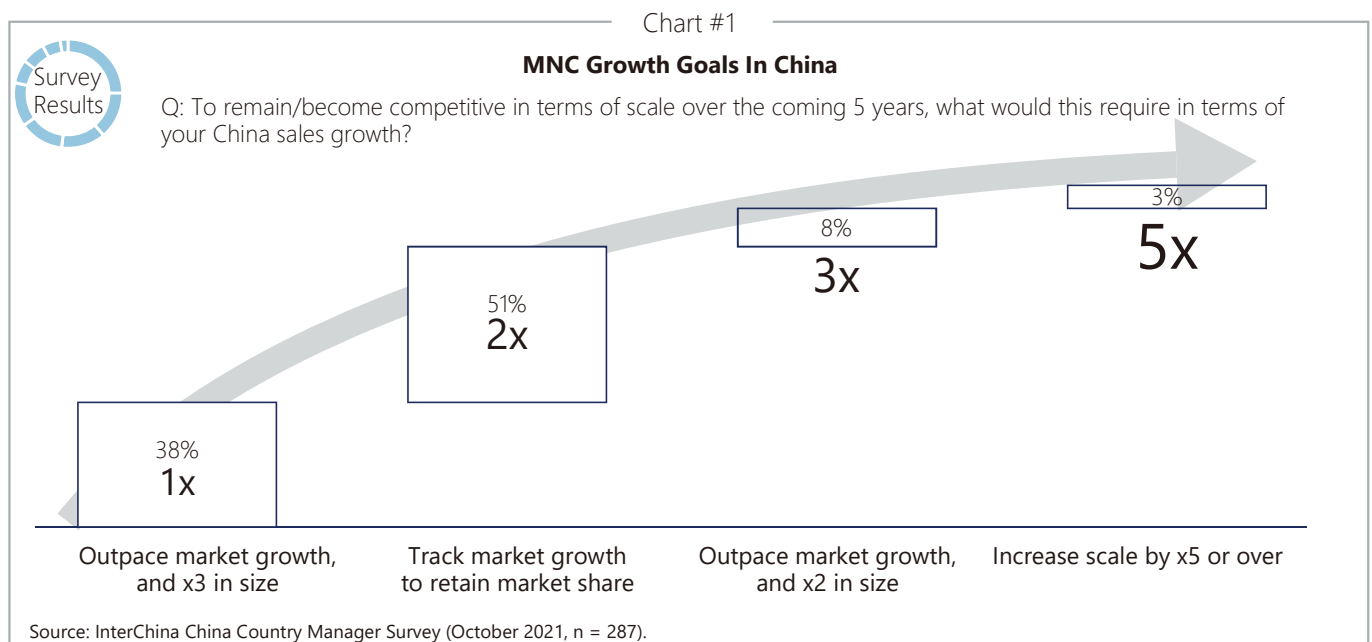 Chart #1
MNC Growth Goals In China
Survey
Results
Q: To remain/become competitive in terms of scale over the coming 5 years, what would this require in terms of
your China sales growth?
3%
5x
8%
3x
51%
2x
38%
1x
Outpace market growth,
and x3 in size
Track market growth
to retain market share
Outpace market growth,
and x2 in size
Increase scale by x5 or over
Source: InterChina China Country Manager Survey (October 2021, n = 287).